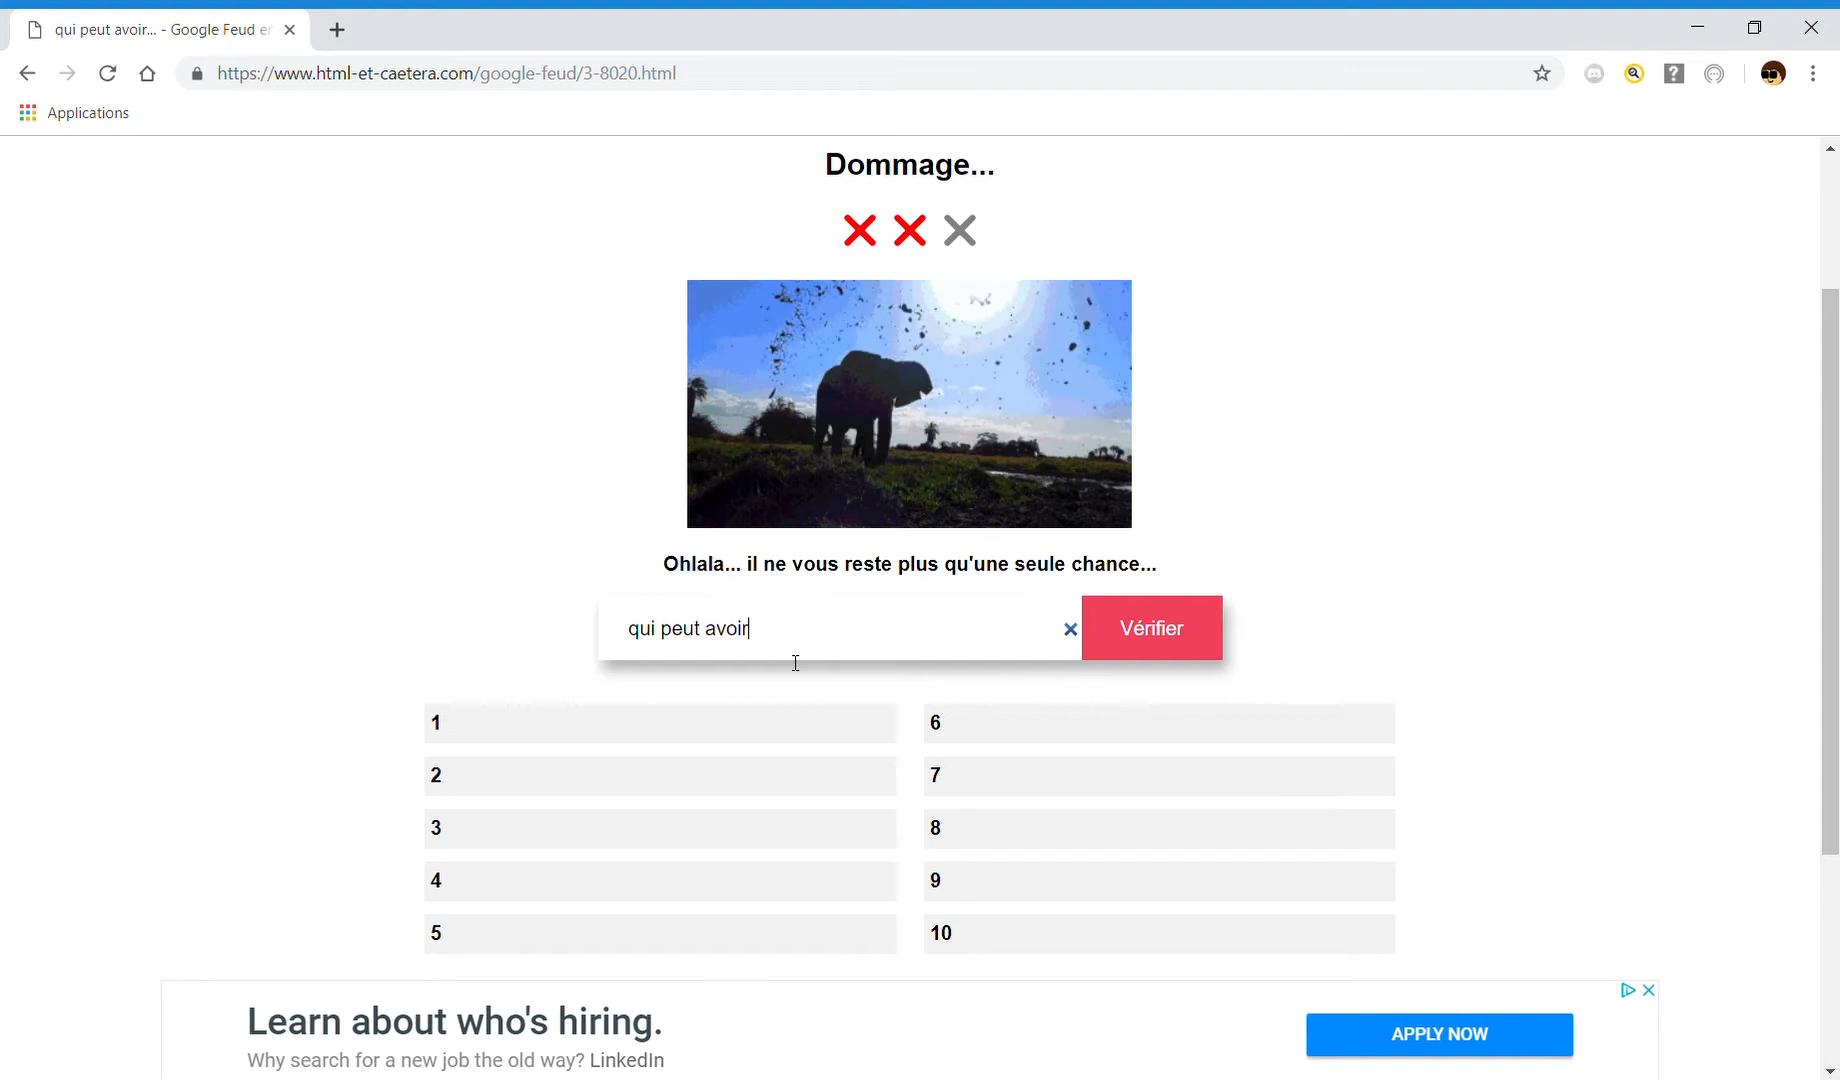 qui peut avoir... - Google Feud en
https://www.html-et-caetera.com/google-feud/3-8020.html
Applications
Dommage...
Ohlala... il ne vous reste plus qu'une seule chance...
qui peut avoir
Vérifier
1
6
2
7
3
8
4
9
5
10
Learn about who's hiring.
Why search for a new job the old way? LinkedIn
APPLY NOW